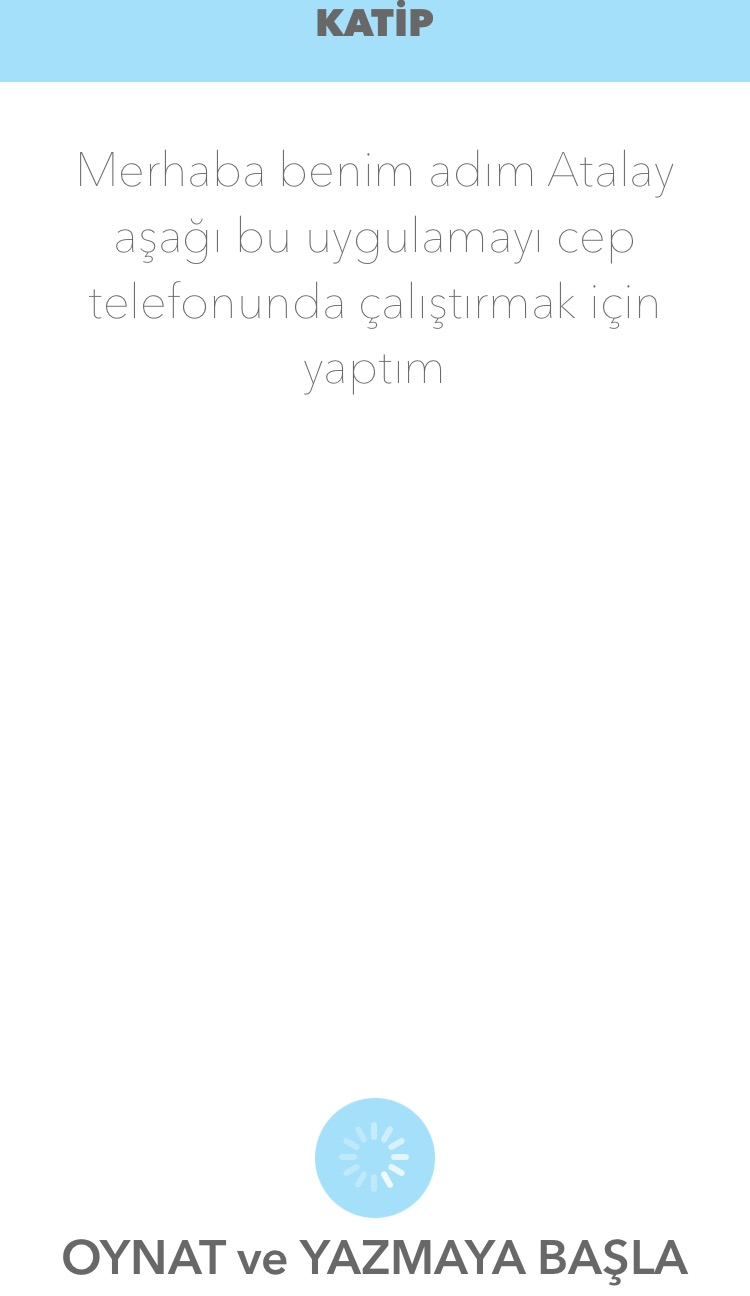 KATİP
Merhaba benim adım Atalay
aşağı bu uygulamayı cep
telefonunda çalıştırmak için
yaptım
OYNAT ve YAZMAYA BAŞLA